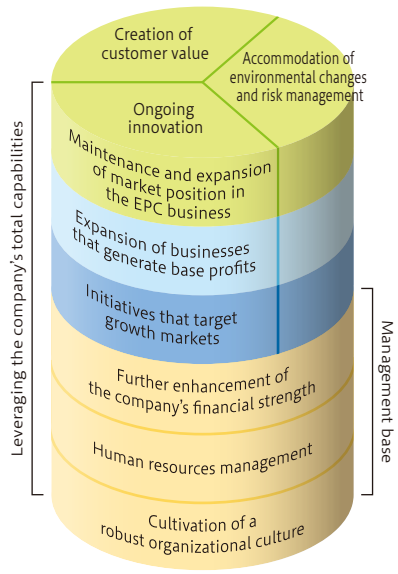 Creation of
customer value
Accommodation of
environmental changes
and risk management
Ongoing
innovation
Maintenance and expansion
of market position in
the EPC business
Expansion of businesses
that generate base profits
Initiatives that target
growth markets
Further enhancement of
the company's financial strength
Human resources management
Cultivation of a
robust organizational culture
Leveraging the company's total capabilities
Management base